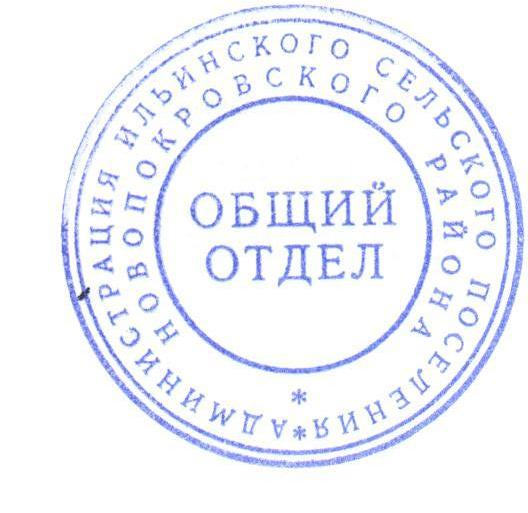 АДМИНИСТРАЦИЯ ИЛЬИНСКОГО СЕЛЬСКОГО ПОСЕЛЕНИЯ *
НОВОПОКРОВСКОГО РАЙОНА *
ОБЩИЙ
ОТДЕЛ